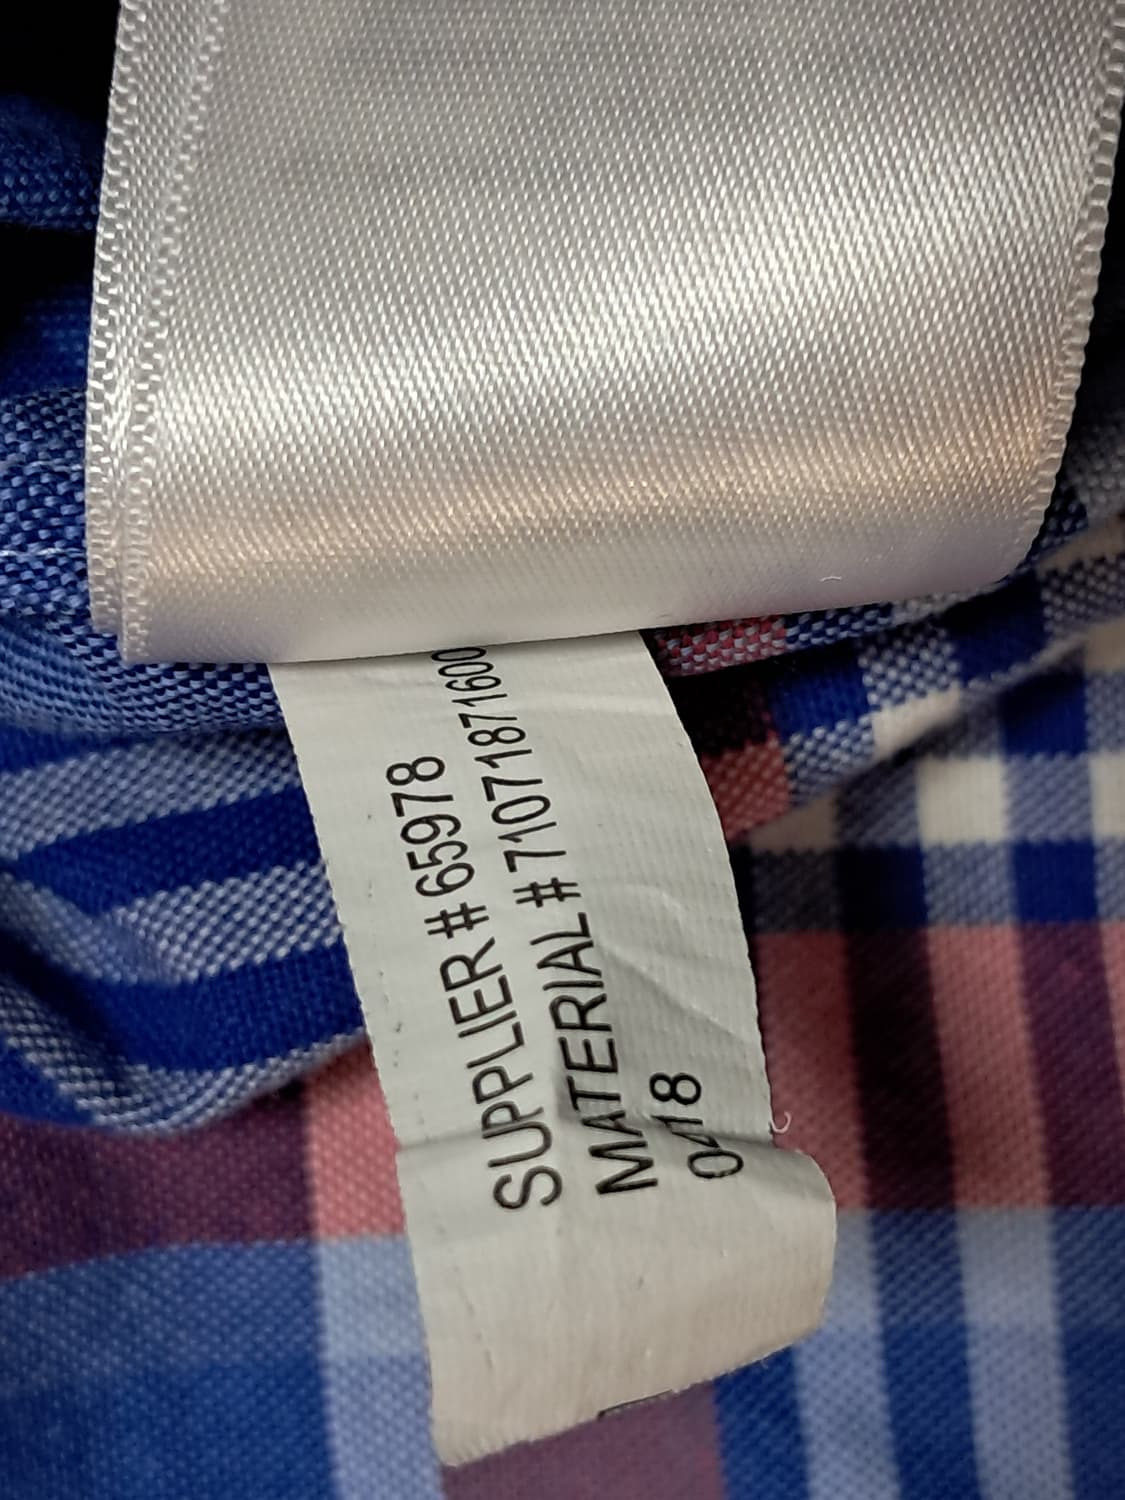 SUPPLIER # 65978
MATERIAL # 71071871600
0418